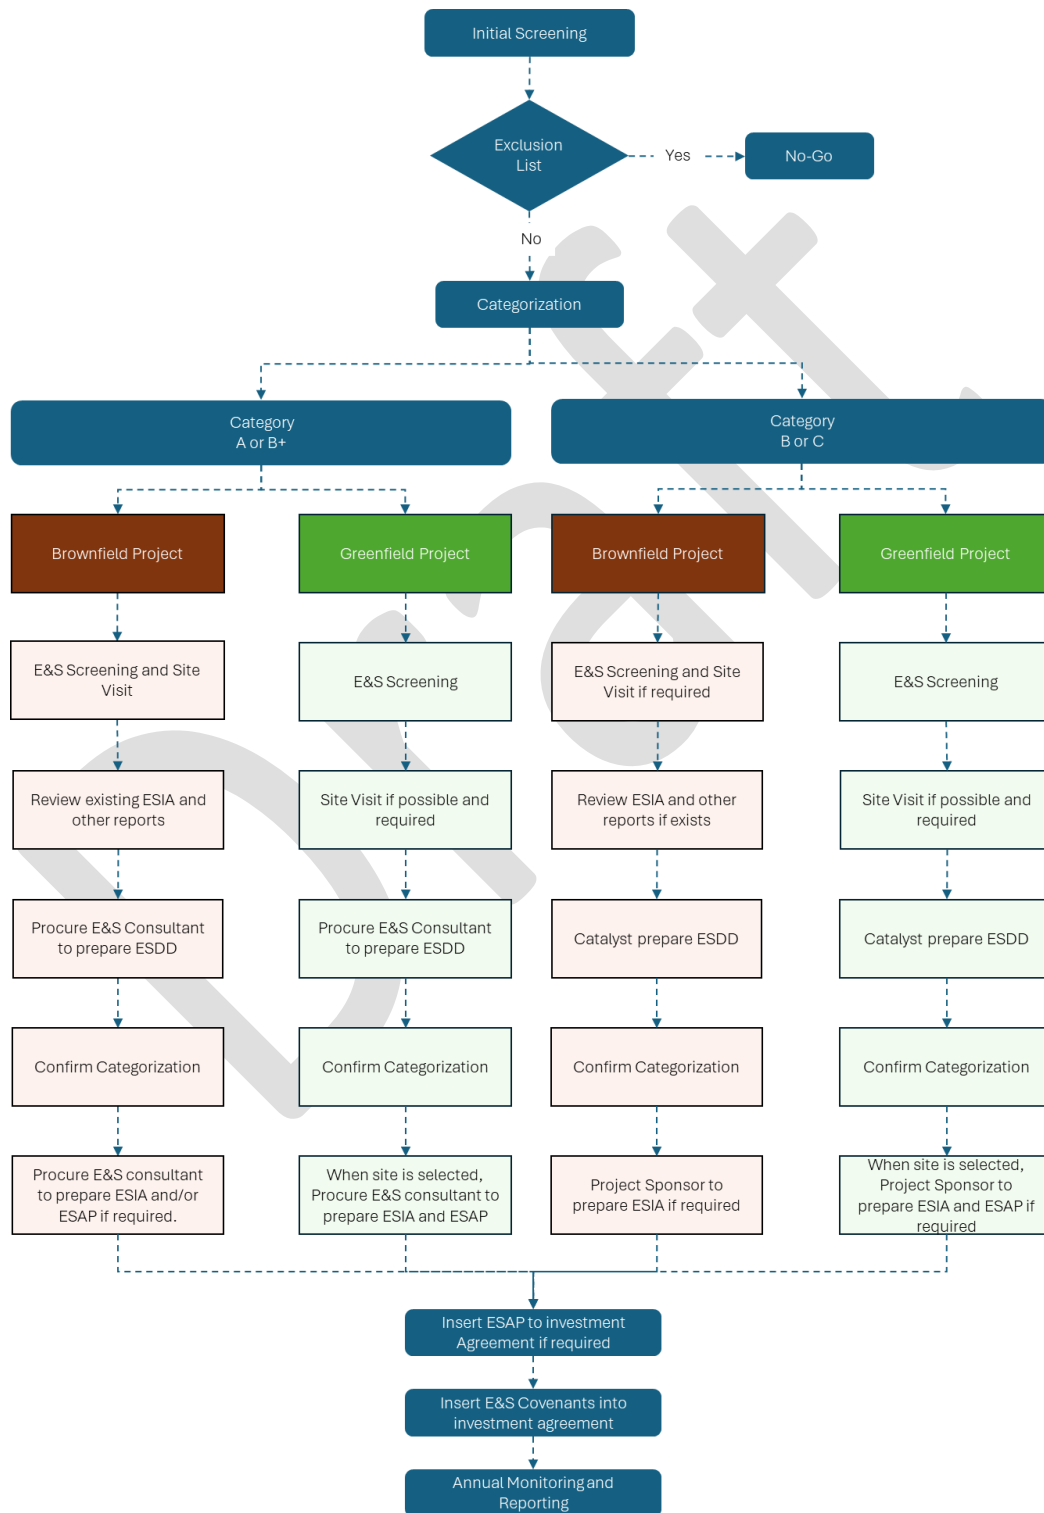 Initial Screening
Exclusion
List
Yes
No-Go
No
Categorization
Category
A or B+
Category
B or C
Brownfield Project
Greenfield Project
Brownfield Project
Greenfield Project
E&S Screening and Site
Visit
E&S Screening
E&S Screening and Site
Visit if required
E&S Screening
Review existing ESIA and
other reports
Site Visit if possible and
required
Review ESIA and other
reports if exists
Site Visit if possible and
required
Procure E&S Consultant
to prepare ESDD
Procure E&S Consultant
to prepare ESDD
Catalyst prepare ESDD
Catalyst prepare ESDD
Confirm Categorization
Confirm Categorization
Confirm Categorization
Confirm Categorization
Procure E&S consultant
to prepare ESIA and/or
ESAP if required.
When site is selected,
Procure E&S consultant to
prepare ESIA and ESAP
Project Sponsor to
prepare ESIA if required
When site is selected,
Project Sponsor to
prepare ESIA and ESAP if
required
Insert ESAP to investment
Agreement if required
Insert E&S Covenants into
investment agreement
Annual Monitoring and
Reporting
Draft